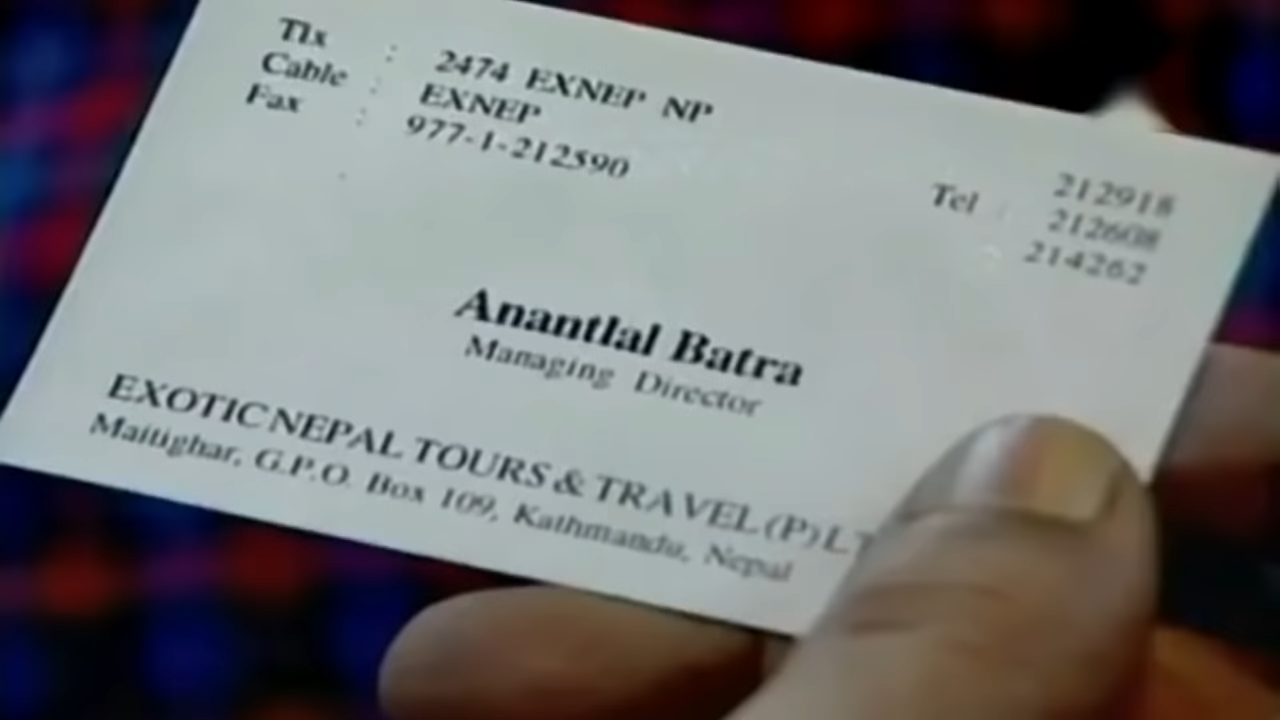 Tlx : 2474 EXNEP NP
Cable : EXNEP
Fax : 977-1-212590
Tel : 212918
212608
214262
Anantlal Batra
Managing Director
EXOTIC NEPAL TOURS & TRAVEL (P) LT
Maitighar, G.P.O. Box 109, Kathmandu, Nepal